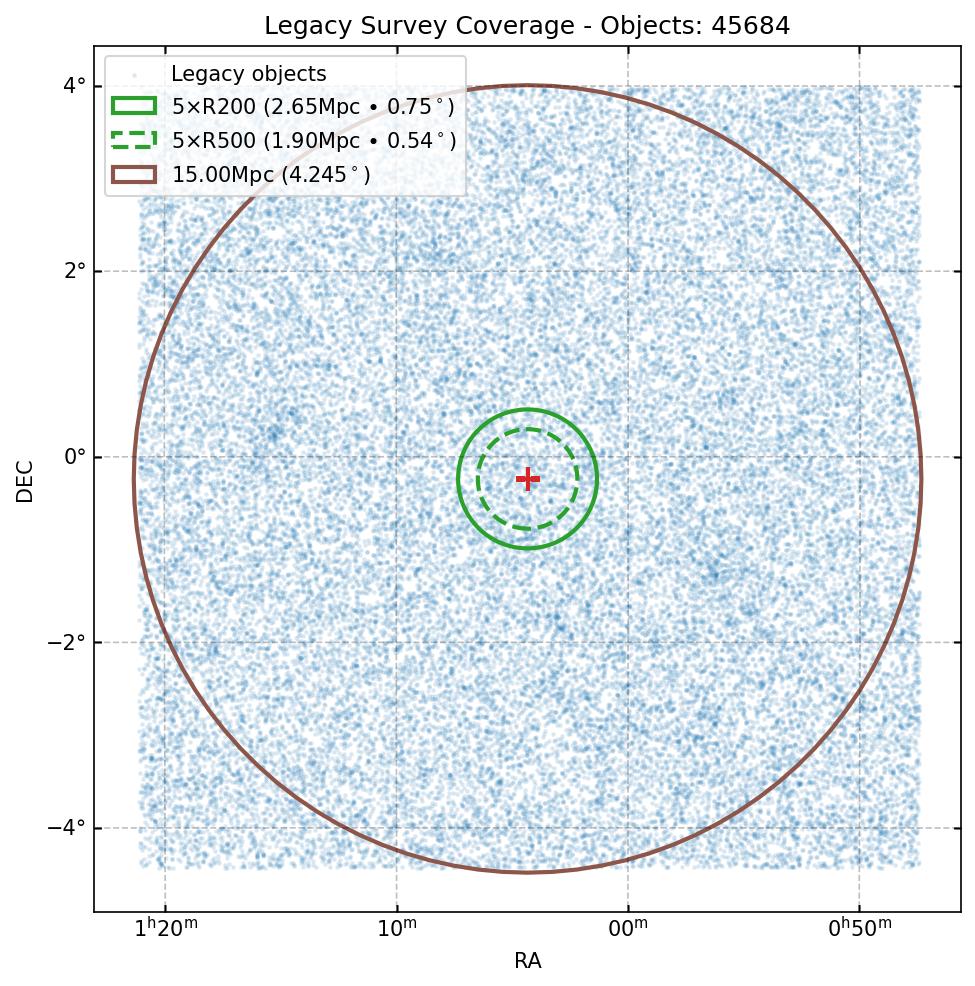 Legacy Survey Coverage - Objects: 45684
Legacy objects
5×R200 (2.65Mpc • 0.75°)
5×R500 (1.90Mpc • 0.54°)
15.00Mpc (4.245°)
4°
2°
0°
−2°
−4°
DEC
1ʰ20ᵐ 10ᵐ 00ᵐ 0ʰ50ᵐ
RA